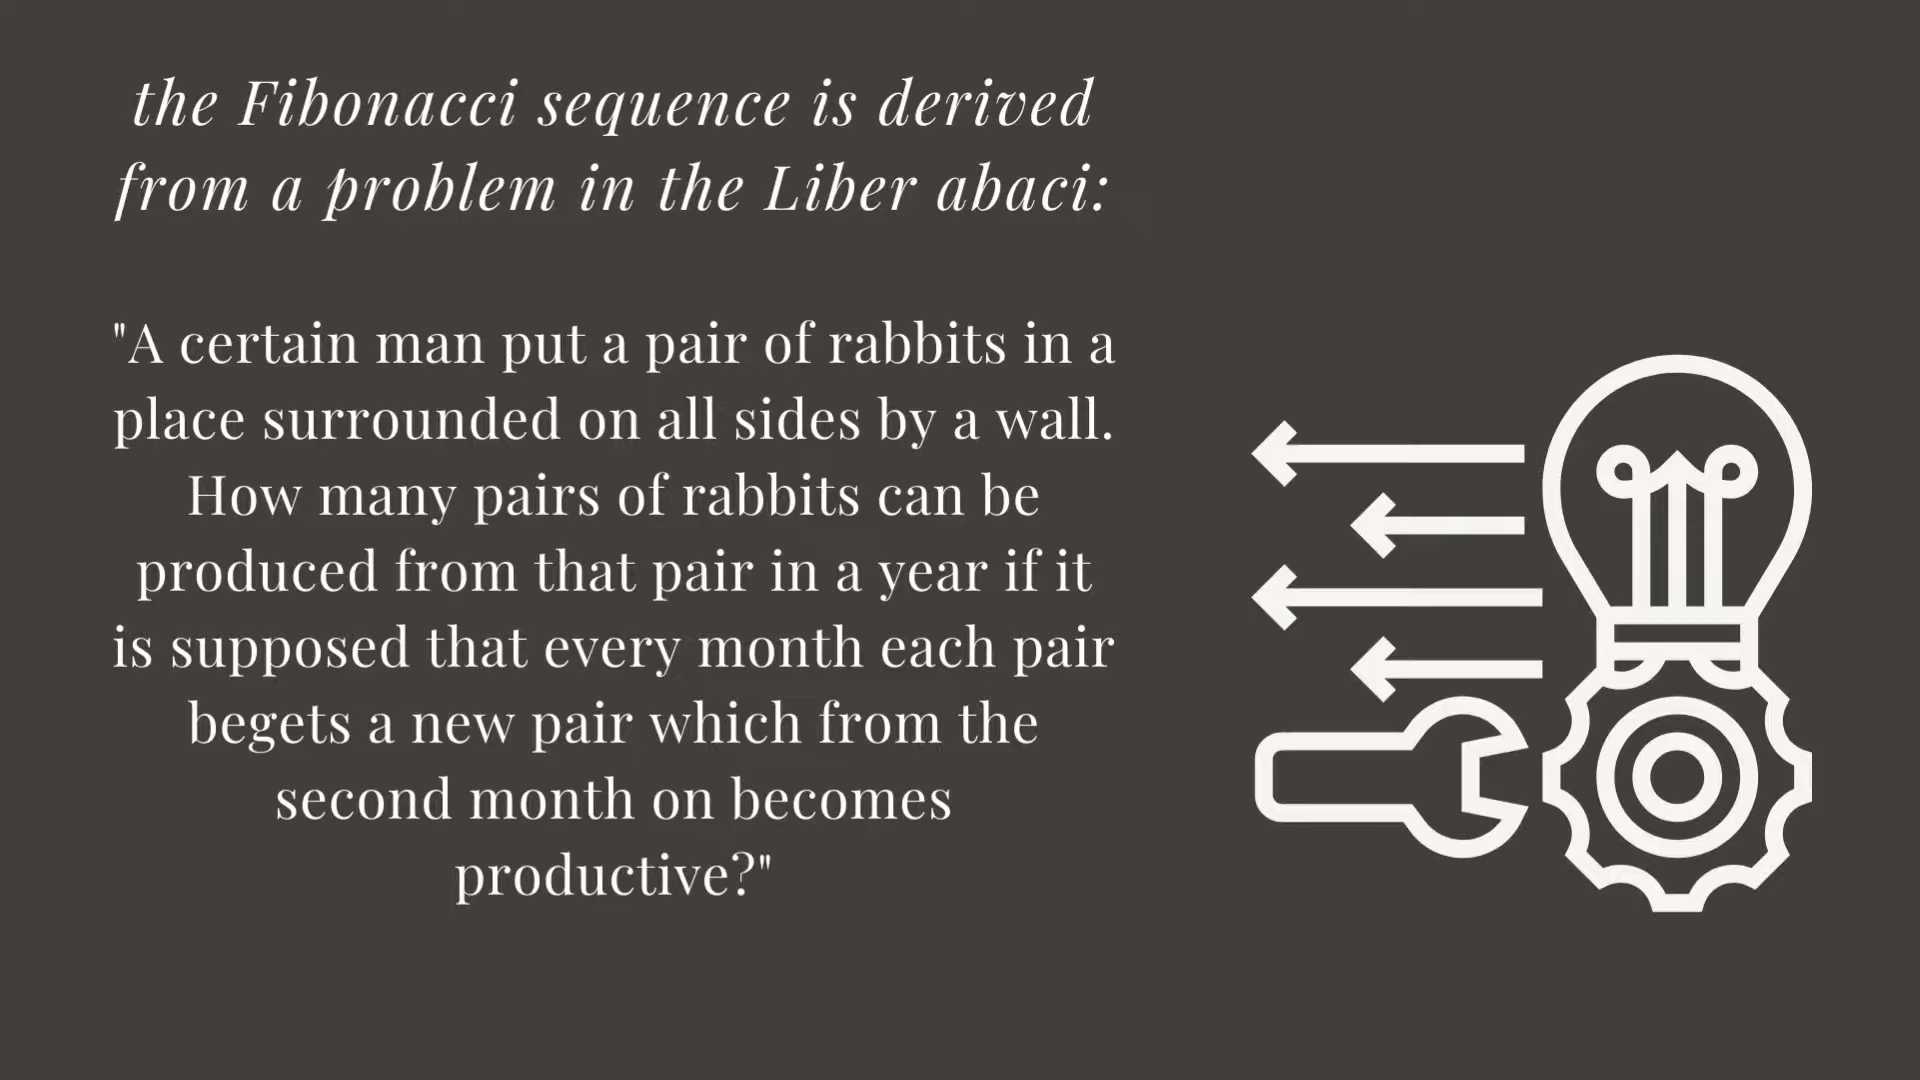 the Fibonacci sequence is derived
from a problem in the Liber abaci:
"A certain man put a pair of rabbits in a
place surrounded on all sides by a wall.
How many pairs of rabbits can be
produced from that pair in a year if it
is supposed that every month each pair
begets a new pair which from the
second month on becomes
productive?"